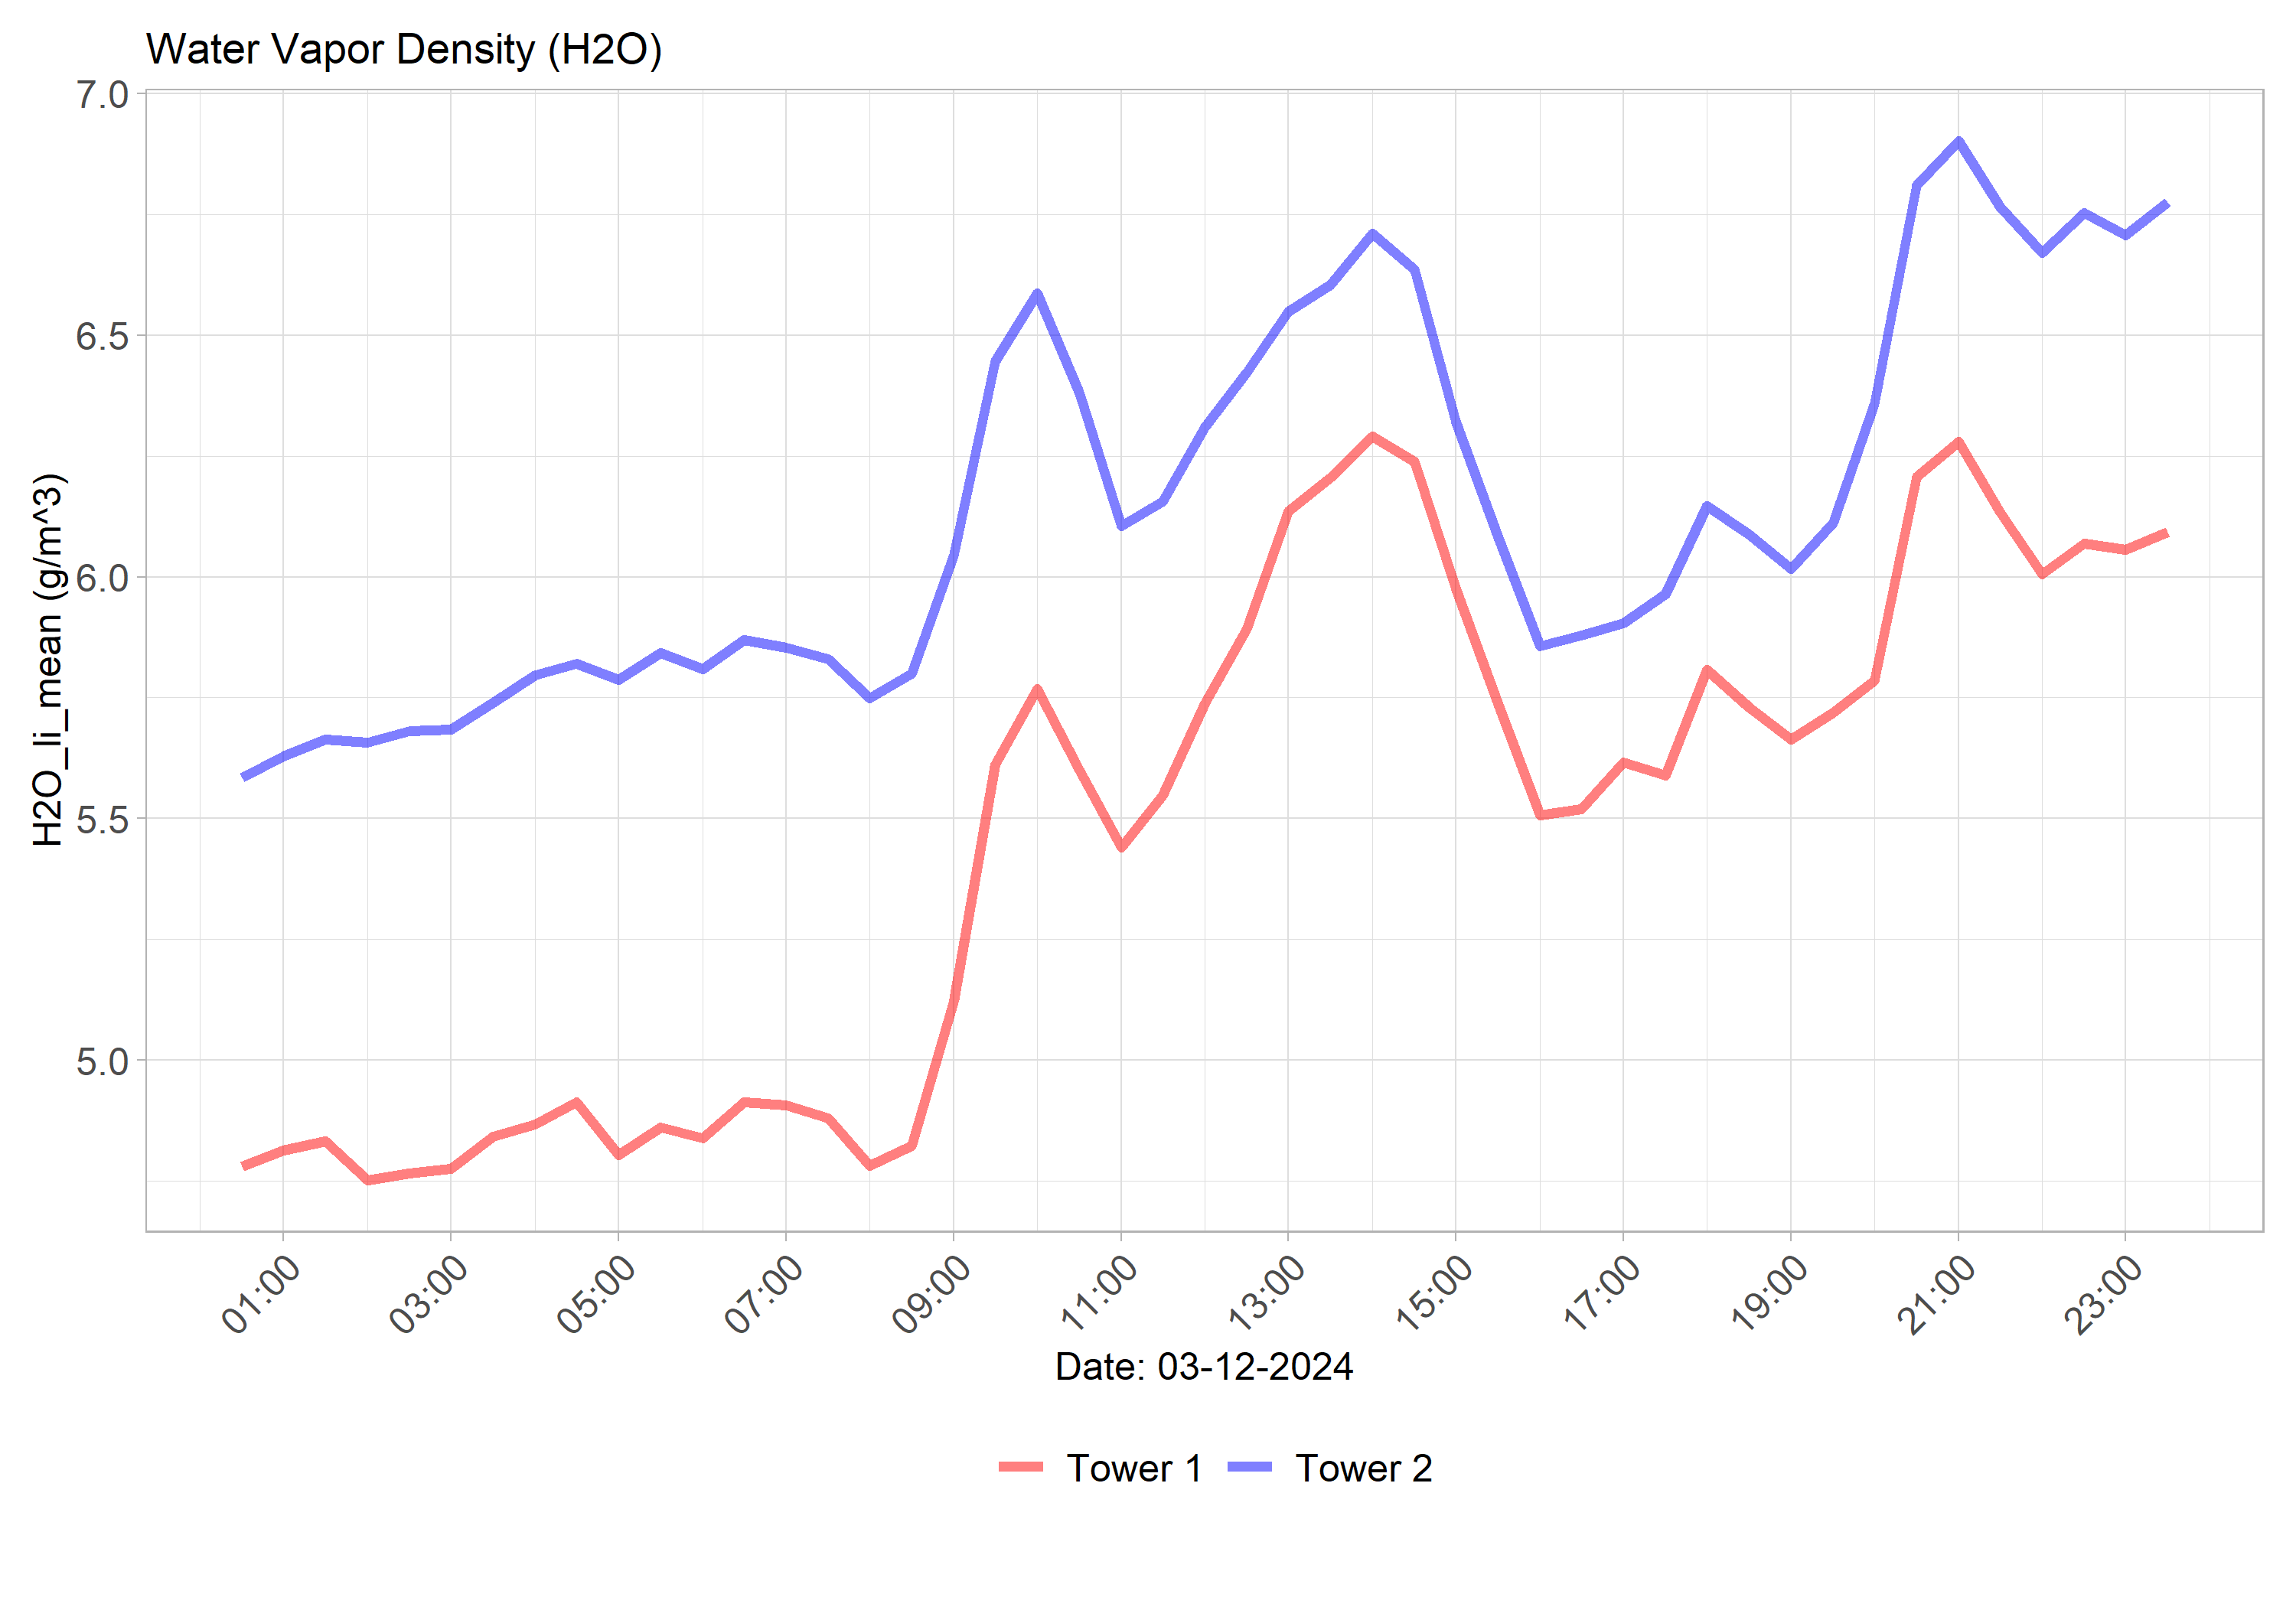 Water Vapor Density (H2O)
7.0
6.5
6.0
5.5
5.0
H2O_li_mean (g/m^3)
01:00 03:00 05:00 07:00 09:00 11:00 13:00 15:00 17:00 19:00 21:00 23:00
Date: 03-12-2024
Tower 1 Tower 2